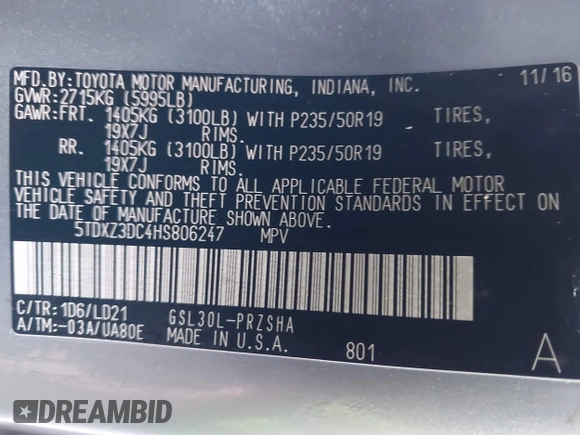 MFD.BY:TOYOTA MOTOR MANUFACTURING, INDIANA, INC. 11/16
GVWR:2715KG (5995LB)
GAWR:FRT. 1405KG (3100LB) WITH P235/50R19 TIRES,
19X7J RIMS.
RR. 1405KG (3100LB) WITH P235/50R19 TIRES,
19X7J RIMS.
THIS VEHICLE CONFORMS TO ALL APPLICABLE FEDERAL MOTOR
VEHICLE SAFETY AND THEFT PREVENTION STANDARDS IN EFFECT ON
THE DATE OF MANUFACTURE SHOWN ABOVE.
5TDXZ3DC4HS806247 MPV
C/TR:1D6/LD21 GSL30L-PRZSHA
A/TM:-03A/UA80E MADE IN U.S.A. 801 A
DREAMBID